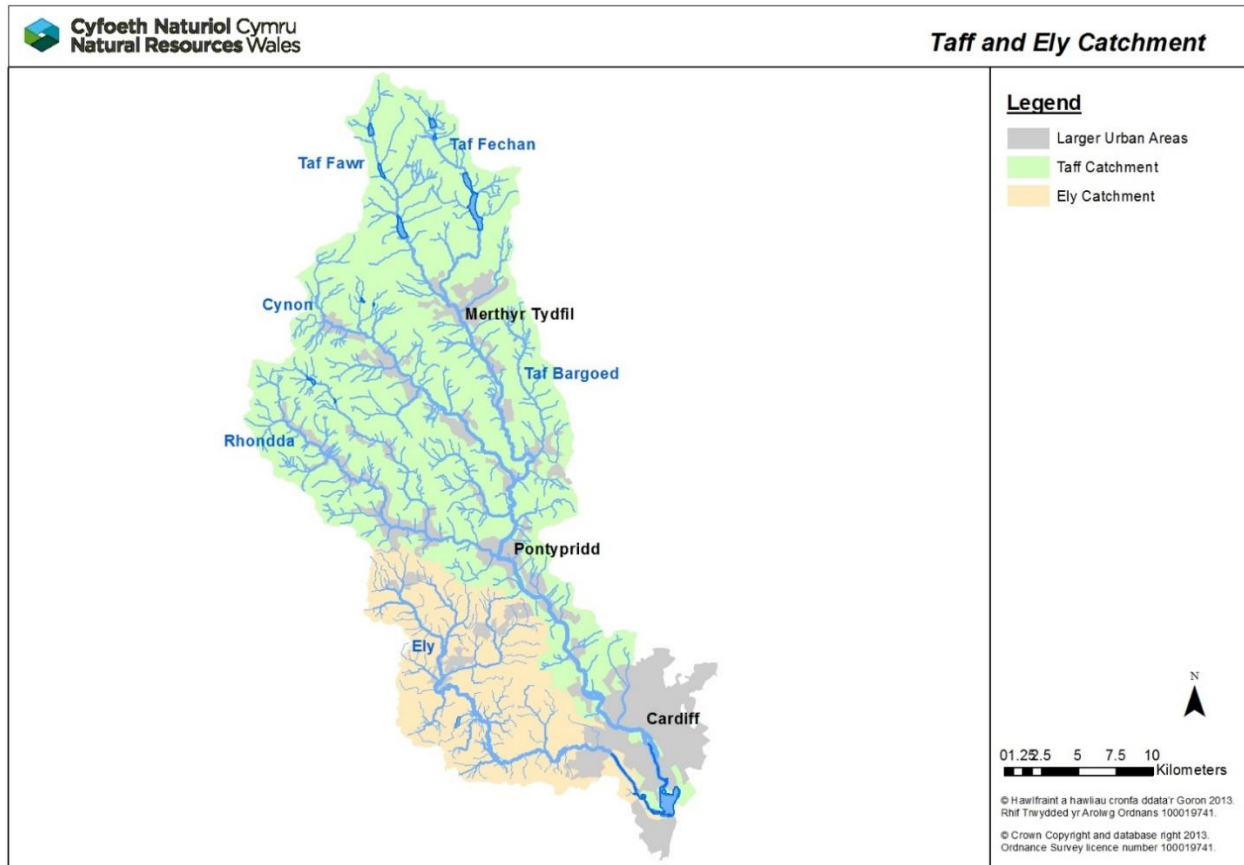 Cyfoeth Naturiol Cymru
Natural Resources Wales
Taff and Ely Catchment
Legend
Larger Urban Areas
Taff Catchment
Ely Catchment
Taf Fechan
Taf Fawr
Cynon
Merthyr Tydfil
Taf Bargoed
Rhondda
Pontypridd
Ely
Cardiff
N
01.252.5 5 10
Kilometers
© Hawlfraint a hawliau cronfa ddata'r Goron 2013.
Rhif Trwydded yr Arolwg Ordnans 100019741.
© Crown Copyright and database right 2013.
Ordnance Survey licence number 100019741.